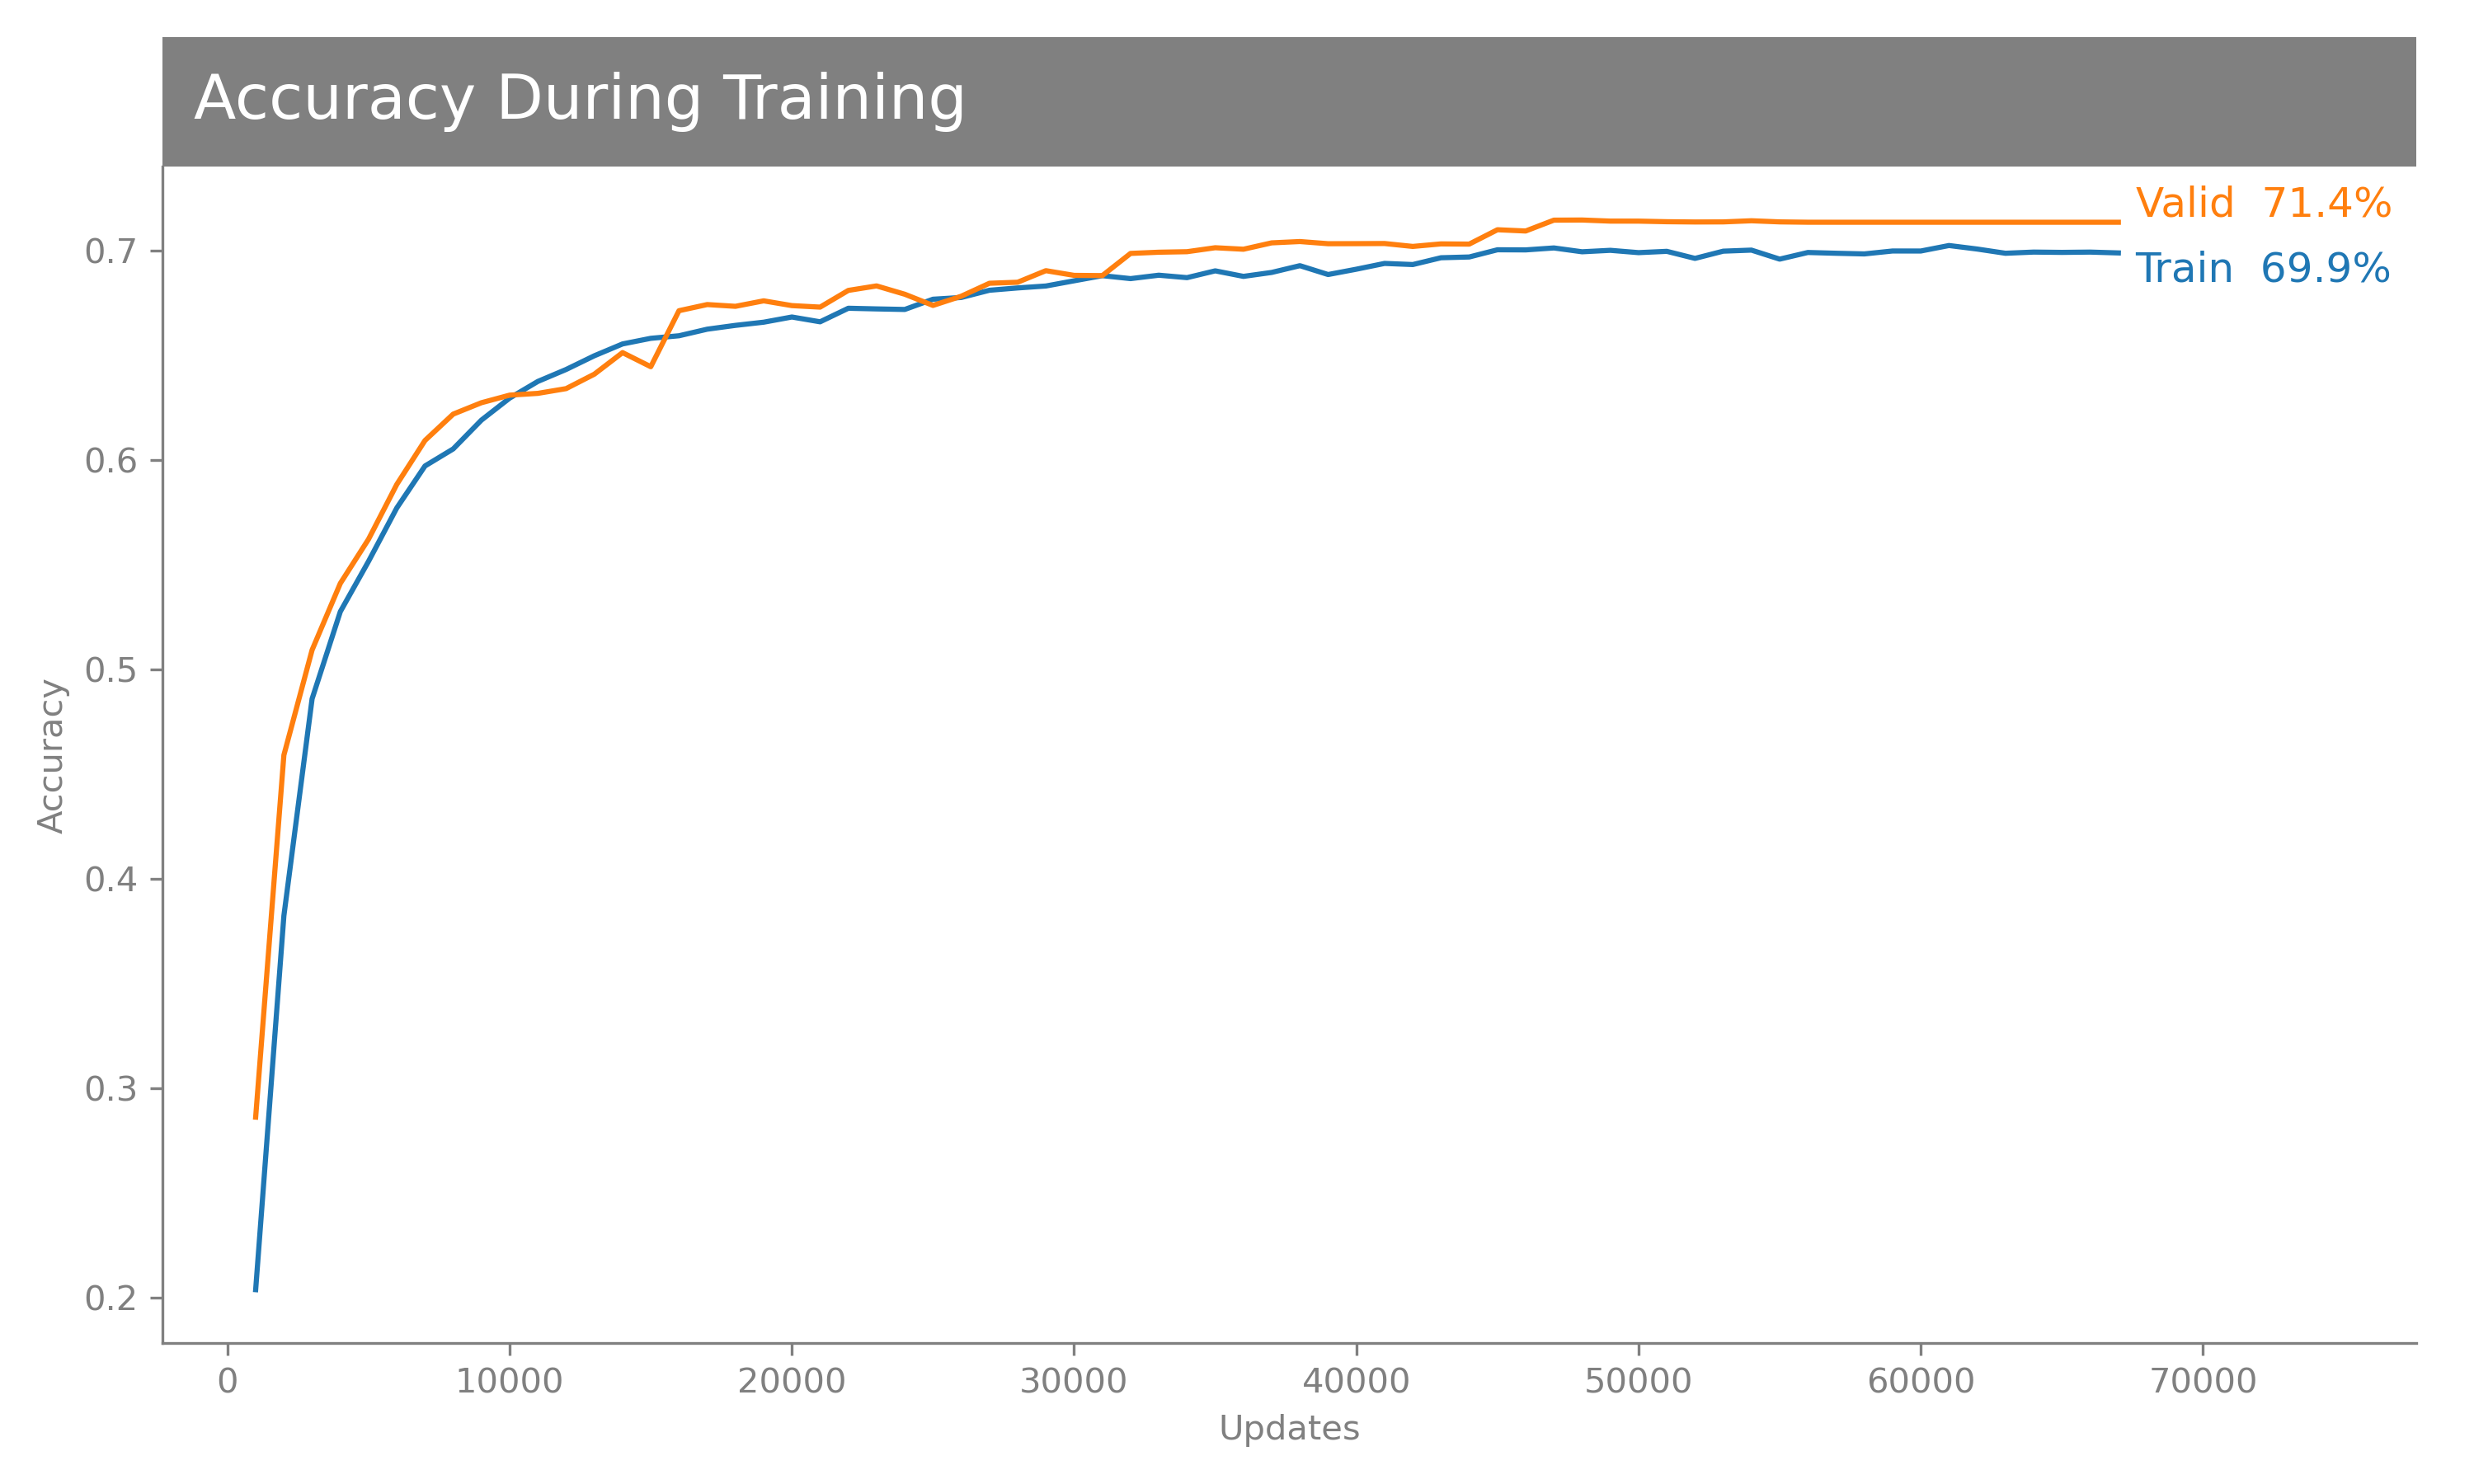 Accuracy During Training
Valid 71.4%
Train 69.9%
0.7
0.6
0.5
0.4
0.3
0.2
Accuracy
0 10000 20000 30000 40000 50000 60000 70000
Updates